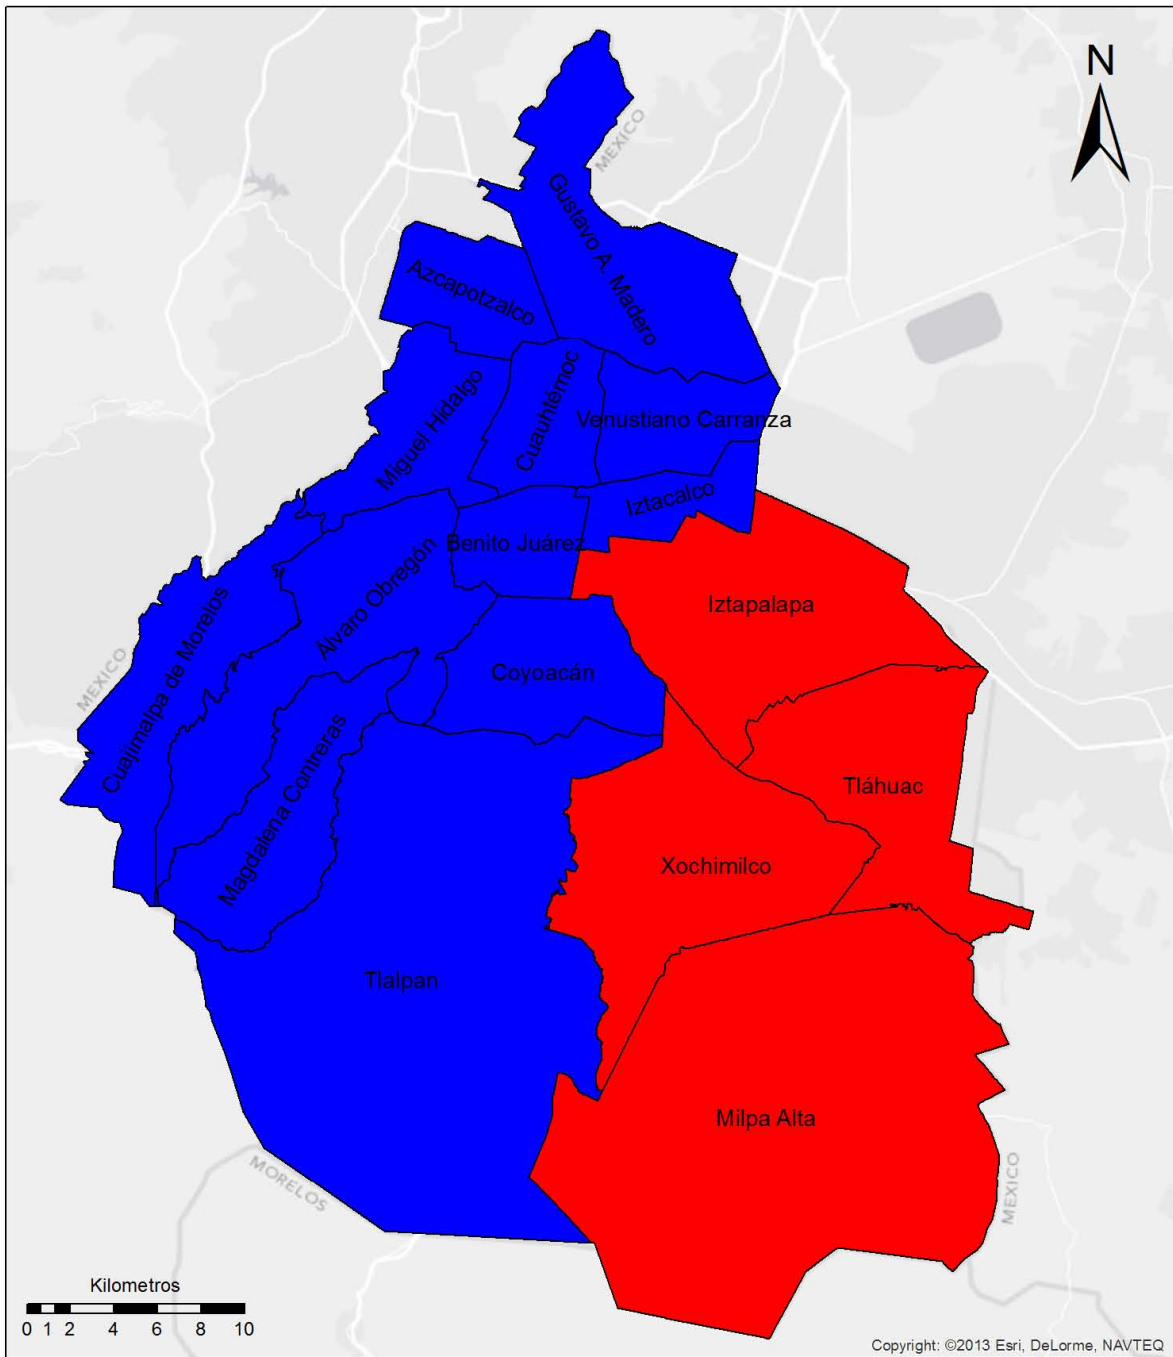 N
MEXICO
Gustavo A. Madero
Azcapotzalco
Miguel Hidalgo
Cuauhtémoc
Venustiano Carranza
Iztacalco
Benito Juárez
Álvaro Obregón
Iztapalapa
Cuajimalpa de Morelos
MEXICO
Coyoacán
Magdalena Contreras
Tláhuac
Xochimilco
Tlalpan
Milpa Alta
MORELOS
MEXICO
Kilometros
0 1 2 4 6 8 10
Copyright: ©2013 Esri, DeLorme, NAVTEQ